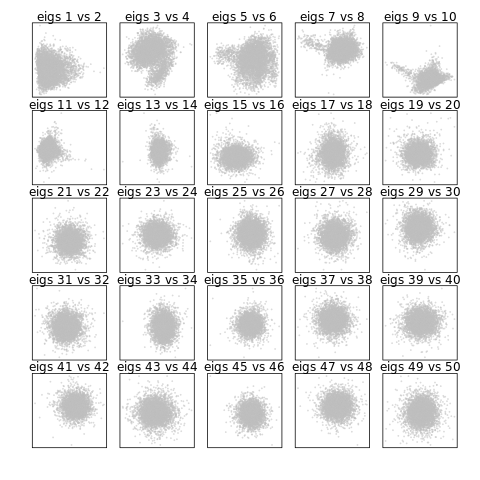 eigs 1 vs 2 eigs 3 vs 4 eigs 5 vs 6 eigs 7 vs 8 eigs 9 vs 10
eigs 11 vs 12 eigs 13 vs 14 eigs 15 vs 16 eigs 17 vs 18 eigs 19 vs 20
eigs 21 vs 22 eigs 23 vs 24 eigs 25 vs 26 eigs 27 vs 28 eigs 29 vs 30
eigs 31 vs 32 eigs 33 vs 34 eigs 35 vs 36 eigs 37 vs 38 eigs 39 vs 40
eigs 41 vs 42 eigs 43 vs 44 eigs 45 vs 46 eigs 47 vs 48 eigs 49 vs 50